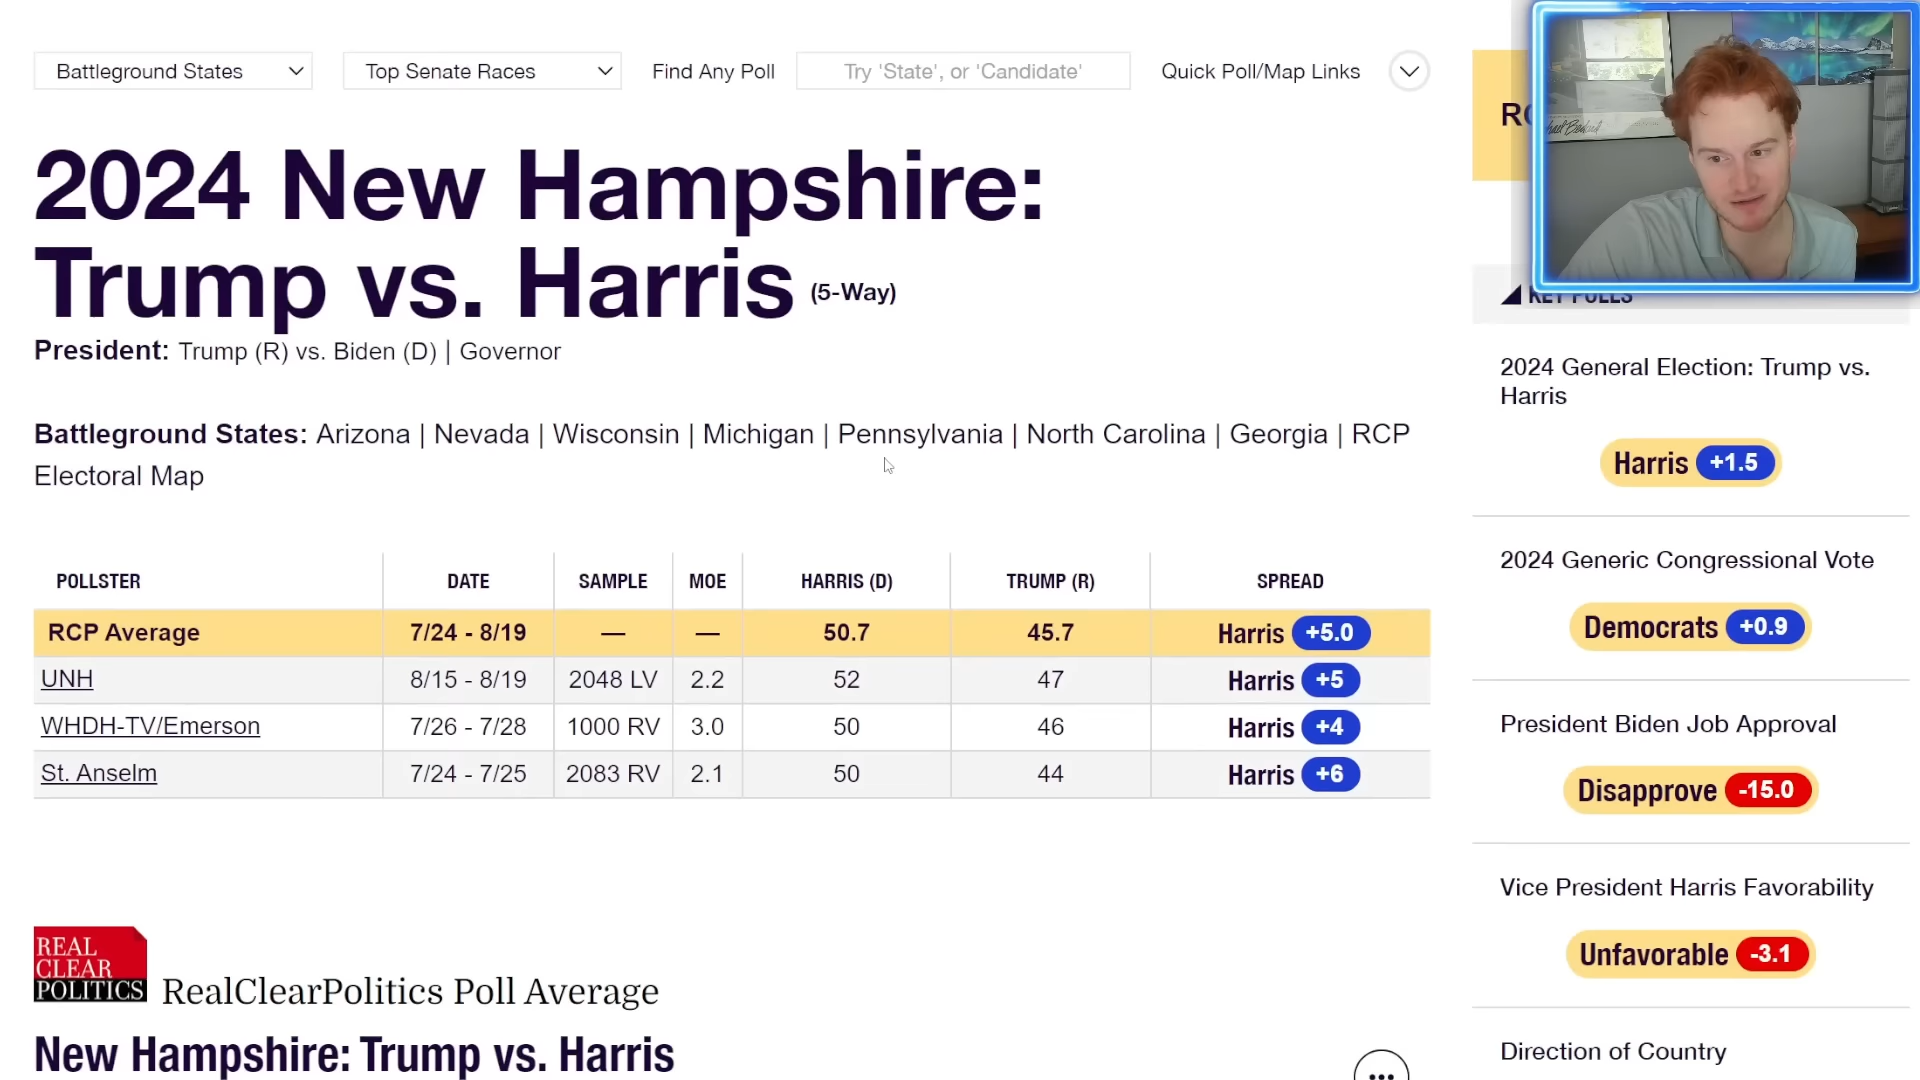 Battleground States
Top Senate Races
Find Any Poll
Try 'State', or 'Candidate'
Quick Poll/Map Links
2024 New Hampshire:
Trump vs. Harris (5-Way)
President: Trump (R) vs. Biden (D) | Governor
Battleground States: Arizona | Nevada | Wisconsin | Michigan | Pennsylvania | North Carolina | Georgia | RCP
Electoral Map
POLLSTER DATE SAMPLE MOE HARRIS (D) TRUMP (R) SPREAD
RCP Average 7/24 - 8/19 — — 50.7 45.7 Harris +5.0
UNH 8/15 - 8/19 2048 LV 2.2 52 47 Harris +5
WHDH-TV/Emerson 7/26 - 7/28 1000 RV 3.0 50 46 Harris +4
St. Anselm 7/24 - 7/25 2083 RV 2.1 50 44 Harris +6
REAL
CLEAR
POLITICS
RealClearPolitics Poll Average
New Hampshire: Trump vs. Harris
KEY POLLS
2024 General Election: Trump vs.
Harris
Harris +1.5
2024 Generic Congressional Vote
Democrats +0.9
President Biden Job Approval
Disapprove -15.0
Vice President Harris Favorability
Unfavorable -3.1
Direction of Country